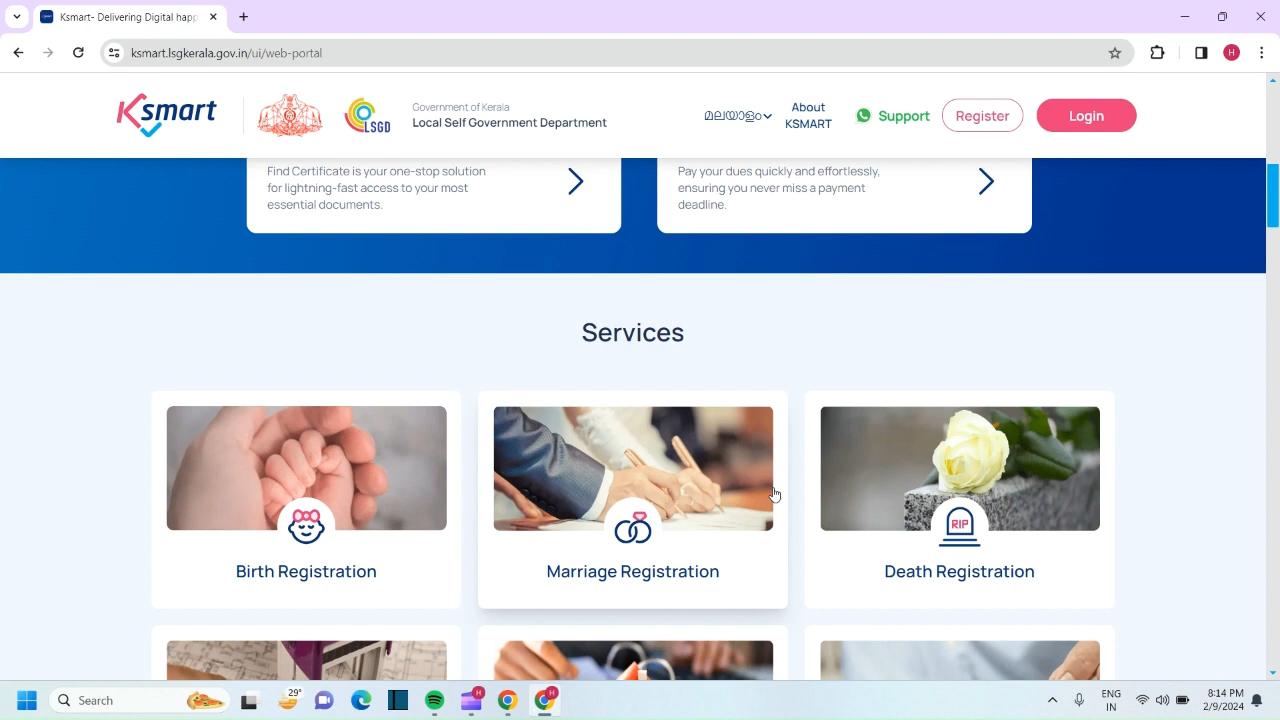 Ksmart- Delivering Digital happ
ksmart.lsgkerala.gov.in/ui/web-portal
H
Ksmart
LSGD
Government of Kerala
Local Self Government Department
മലയാളം
About
KSMART
Support
Register
Login
Find Certificate is your one-stop solution
for lightning-fast access to your most
essential documents.
Pay your dues quickly and effortlessly,
ensuring you never miss a payment
deadline.
Services
RIP
Birth Registration
Marriage Registration
Death Registration
Search
29°
H
H
ENG
IN
8:14 PM
2/9/2024